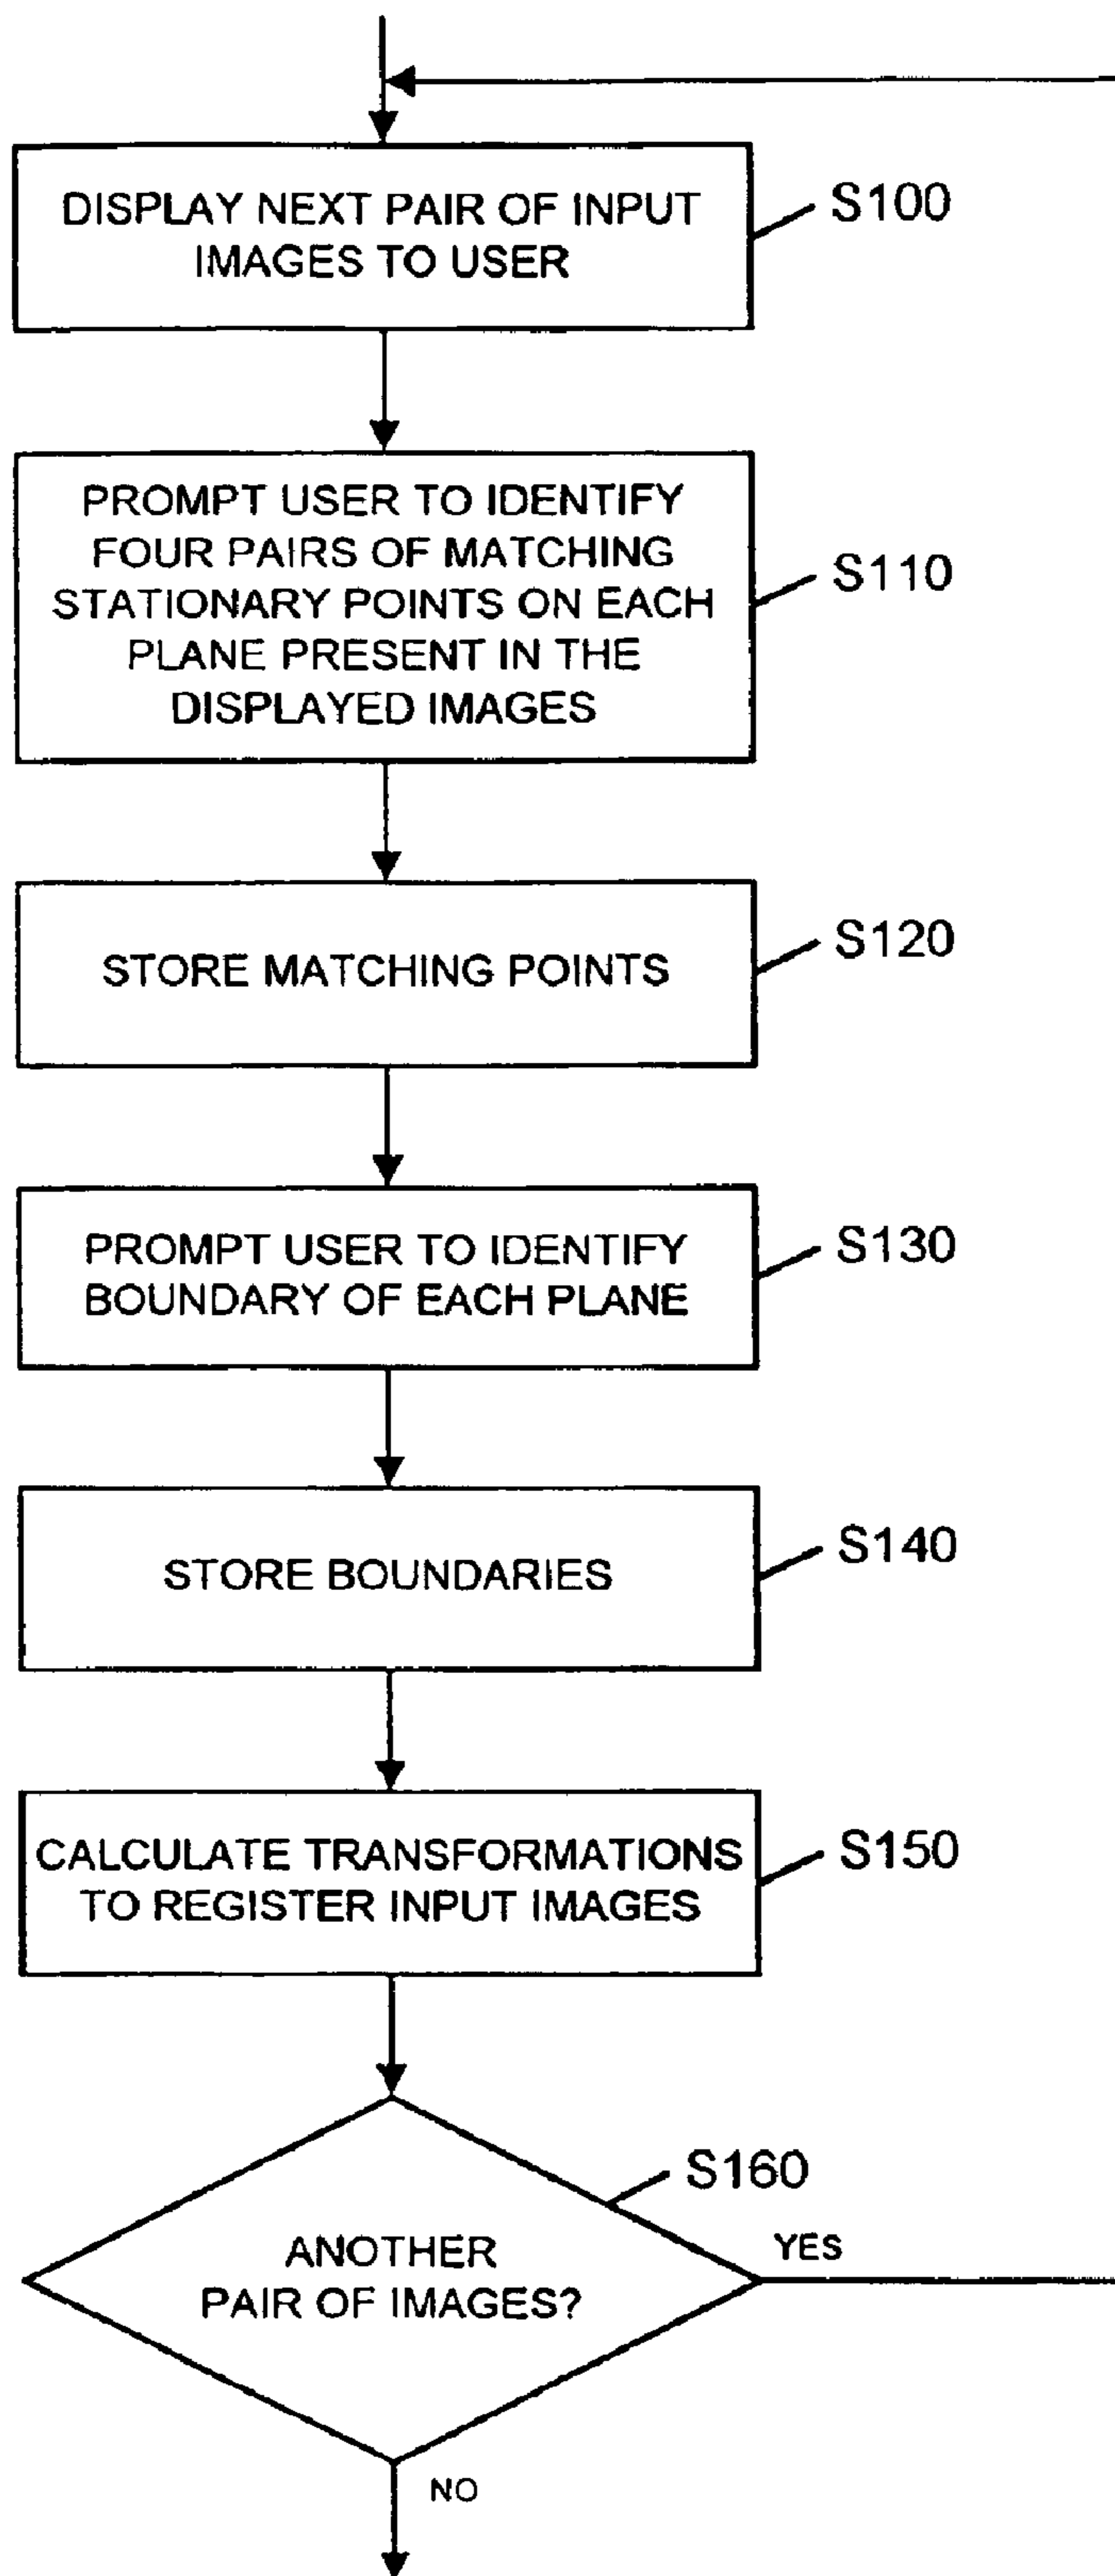 DISPLAY NEXT PAIR OF INPUT
IMAGES TO USER
S100
PROMPT USER TO IDENTIFY
FOUR PAIRS OF MATCHING
STATIONARY POINTS ON EACH
PLANE PRESENT IN THE
DISPLAYED IMAGES
S110
STORE MATCHING POINTS
S120
PROMPT USER TO IDENTIFY
BOUNDARY OF EACH PLANE
S130
STORE BOUNDARIES
S140
CALCULATE TRANSFORMATIONS
TO REGISTER INPUT IMAGES
S150
ANOTHER
PAIR OF IMAGES?
S160
YES
NO